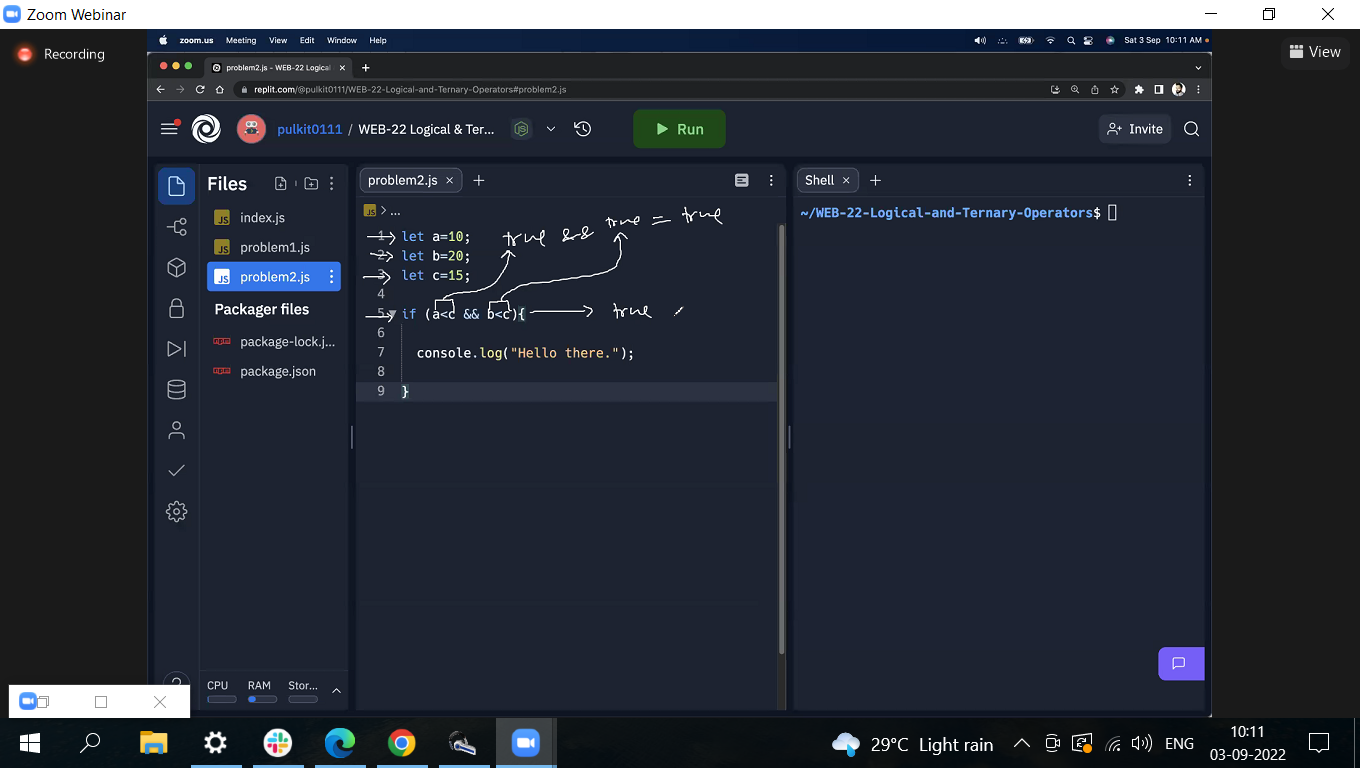 Zoom Webinar
Recording
View
zoom.us Meeting View Edit Window Help
Sat 3 Sep 10:11 AM
problem2.js - WEB-22 Logical
replit.com/@pulkit0111/WEB-22-Logical-and-Ternary-Operators#problem2.js
pulkit0111 / WEB-22 Logical & Ter...
Run
Invite
Files
JS index.js
JS problem1.js
JS problem2.js
Packager files
package-lock.j...
package.json
CPU RAM Stor...
problem2.js
JS > ...
true && true = true
1 let a=10;
2 let b=20;
3 let c=15;
4
5 if (a<c && b<c){ true
6
7 console.log("Hello there.");
8
9 }
Shell
~/WEB-22-Logical-and-Ternary-Operators$
29°C Light rain
ENG
10:11
03-09-2022